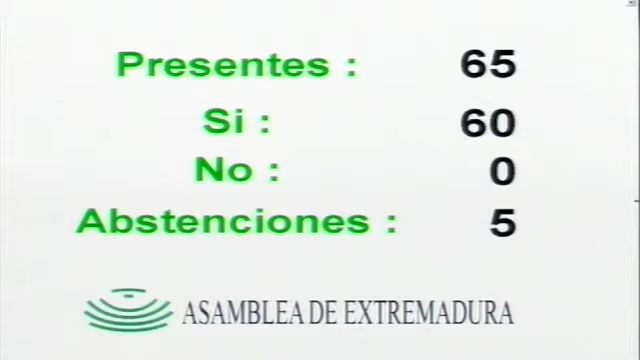 Presentes : 65
Si : 60
No : 0
Abstenciones : 5
ASAMBLEA DE EXTREMADURA